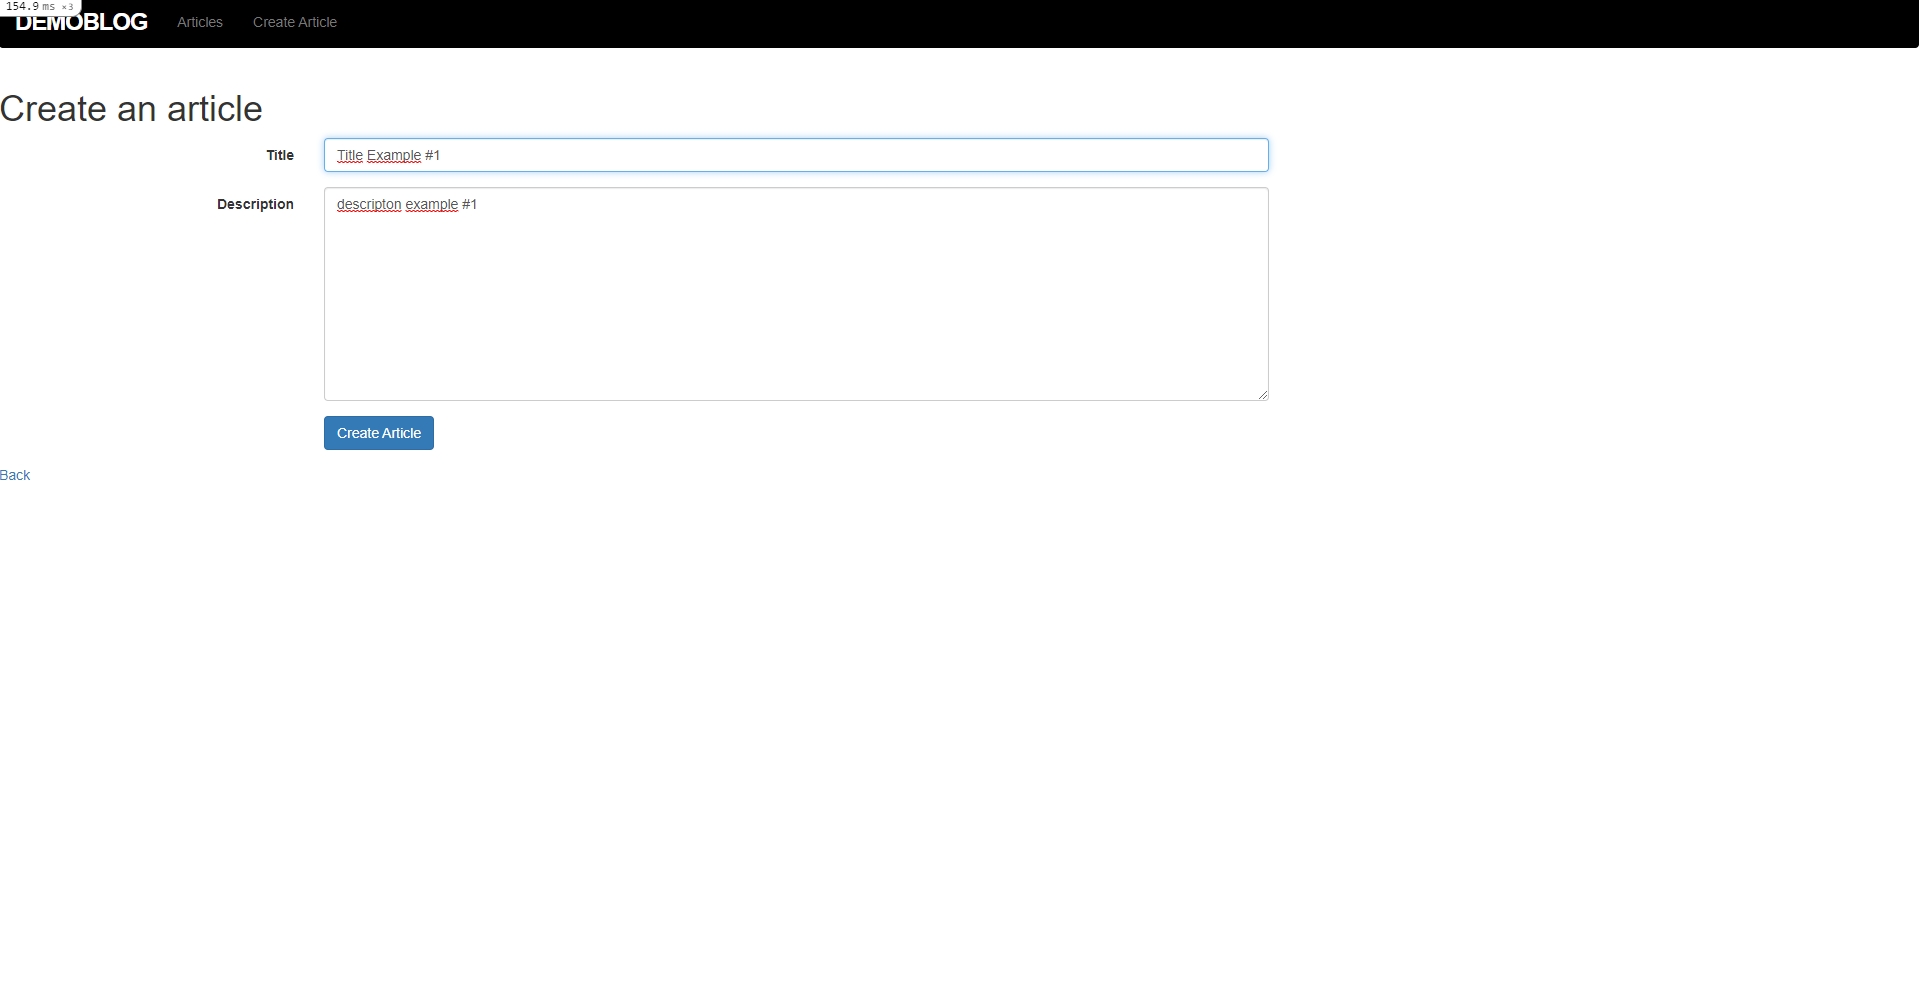 154.9 ms ×3
DEMOBLOG Articles Create Article
Create an article
Title Title Example #1
Description descripton example #1
Create Article
Back